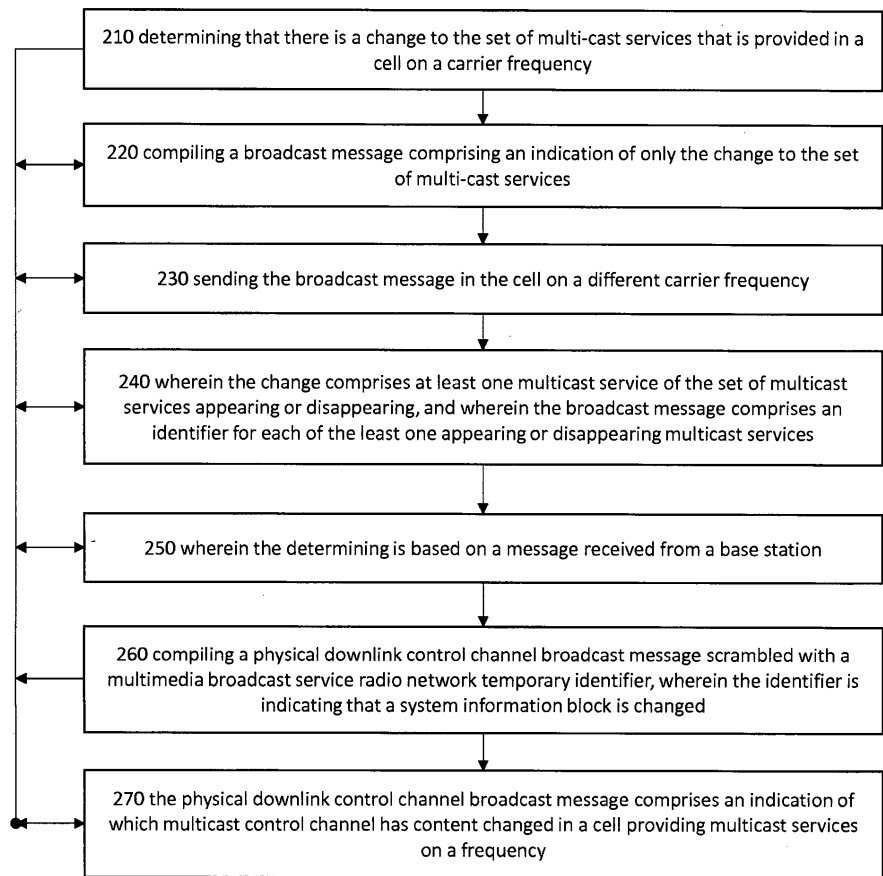 210 determining that there is a change to the set of multi-cast services that is provided in a
cell on a carrier frequency
220 compiling a broadcast message comprising an indication of only the change to the set
of multi-cast services
230 sending the broadcast message in the cell on a different carrier frequency
240 wherein the change comprises at least one multicast service of the set of multicast
services appearing or disappearing, and wherein the broadcast message comprises an
identifier for each of the least one appearing or disappearing multicast services
250 wherein the determining is based on a message received from a base station
260 compiling a physical downlink control channel broadcast message scrambled with a
multimedia broadcast service radio network temporary identifier, wherein the identifier is
indicating that a system information block is changed
270 the physical downlink control channel broadcast message comprises an indication of
which multicast control channel has content changed in a cell providing multicast services
on a frequency